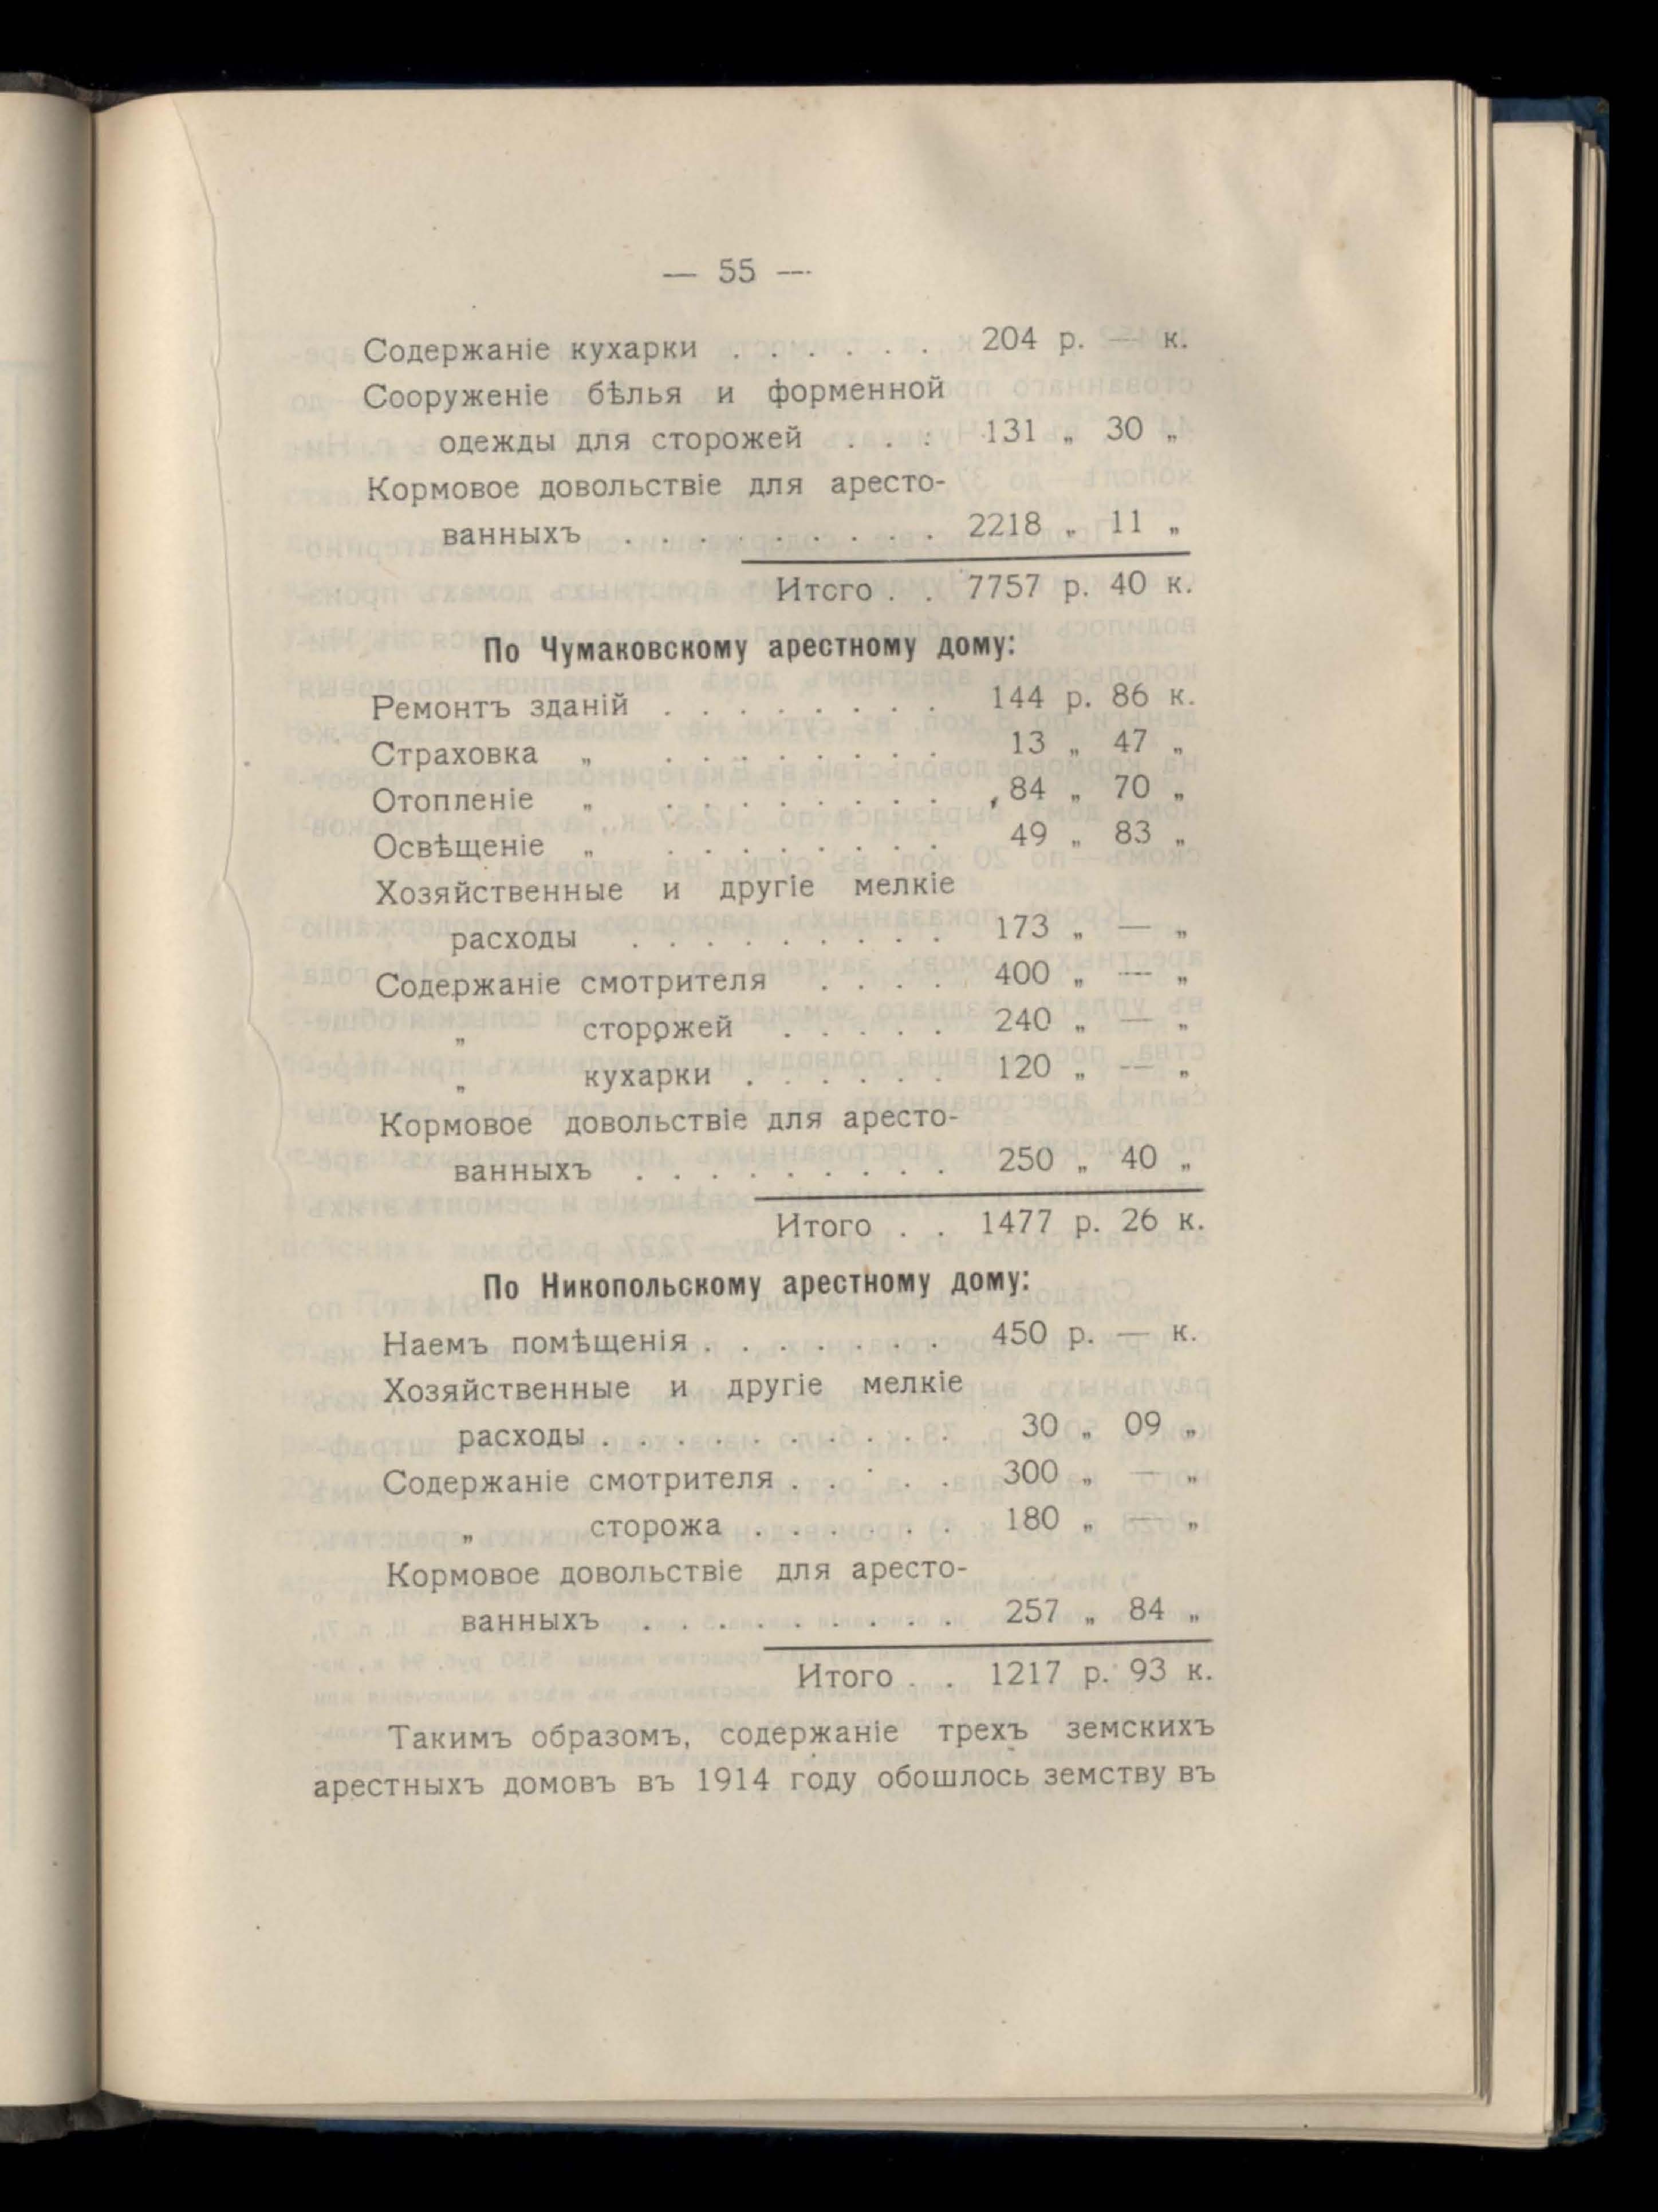 — 55 —
Содержаніе кухарки . . . . . . 204 р. — к.
Сооруженіе бѣлья и форменной
одежды для сторожей . . . 131 „ 30 „
Кормовое довольствіе для аресто-
ванныхъ . . . . . . . . . 2218 „ 11 „
Итого . . 7757 р. 40 к.
По Чумаковскому арестному дому:
Ремонтъ зданій . . . . . . . . 144 р. 86 к.
Страховка „ . . . . . . . . 13 „ 47 „
Отопленіе „ . . . . . . . . 84 „ 70 „
Освѣщеніе „ . . . . . . . . 49 „ 83 „
Хозяйственные и другіе мелкіе
расходы . . . . . . . . . 173 „ — „
Содержаніе смотрителя . . . . 400 „ — „
„ сторожей . . . . . 240 „ — „
„ кухарки . . . . . . 120 „ — „
Кормовое довольствіе для аресто-
ванныхъ . . . . . . . . . 250 „ 40 „
Итого . . 1477 р. 26 к.
По Никопольскому арестному дому:
Наемъ помѣщенія . . . . . . . 450 р. — к.
Хозяйственные и другіе мелкіе
расходы . . . . . . . . . . 30 „ 09 „
Содержаніе смотрителя . . . . . 300 „ — „
„ сторожа . . . . . . 180 „ — „
Кормовое довольствіе для аресто-
ванныхъ . . . . . . . . . 257 „ 84 „
Итого . . 1217 р. 93 к.
Такимъ образомъ, содержаніе трехъ земскихъ
арестныхъ домовъ въ 1914 году обошлось земству въ